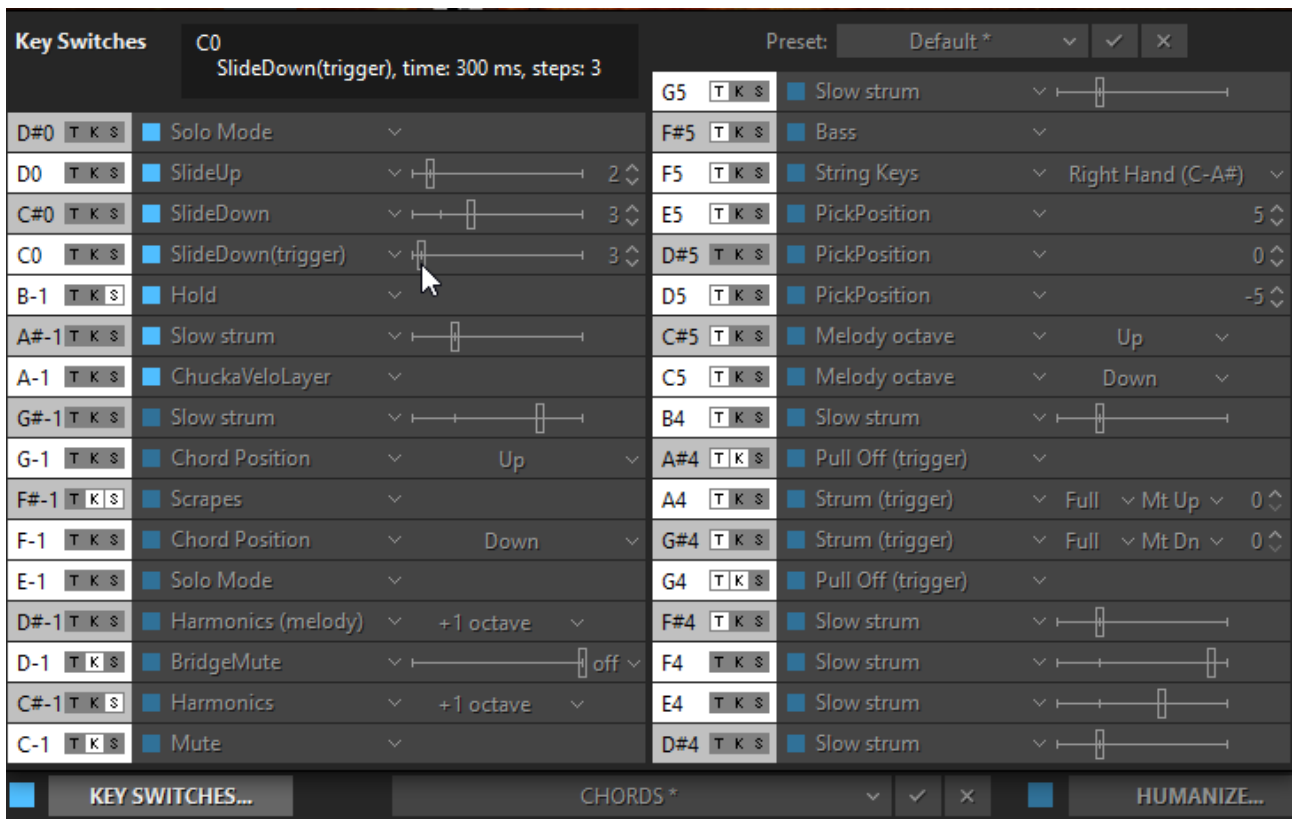 Key Switches
C0
SlideDown(trigger), time: 300 ms, steps: 3
Preset: Default *
D#0 T K S Solo Mode
D0 T K S SlideUp 2
C#0 T K S SlideDown 3
C0 T K S SlideDown(trigger) 3
B-1 T K S Hold
A#-1 T K S Slow strum
A-1 T K S ChuckaVeloLayer
G#-1 T K S Slow strum
G-1 T K S Chord Position Up
F#-1 T K S Scrapes
F-1 T K S Chord Position Down
E-1 T K S Solo Mode
D#-1 T K S Harmonics (melody) +1 octave
D-1 T K S BridgeMute off
C#-1 T K S Harmonics +1 octave
C-1 T K S Mute
G5 T K S Slow strum
F#5 T K S Bass
F5 T K S String Keys Right Hand (C-A#)
E5 T K S PickPosition 5
D#5 T K S PickPosition 0
D5 T K S PickPosition -5
C#5 T K S Melody octave Up
C5 T K S Melody octave Down
B4 T K S Slow strum
A#4 T K S Pull Off (trigger)
A4 T K S Strum (trigger) Full Mt Up 0
G#4 T K S Strum (trigger) Full Mt Dn 0
G4 T K S Pull Off (trigger)
F#4 T K S Slow strum
F4 T K S Slow strum
E4 T K S Slow strum
D#4 T K S Slow strum
KEY SWITCHES... CHORDS * HUMANIZE...